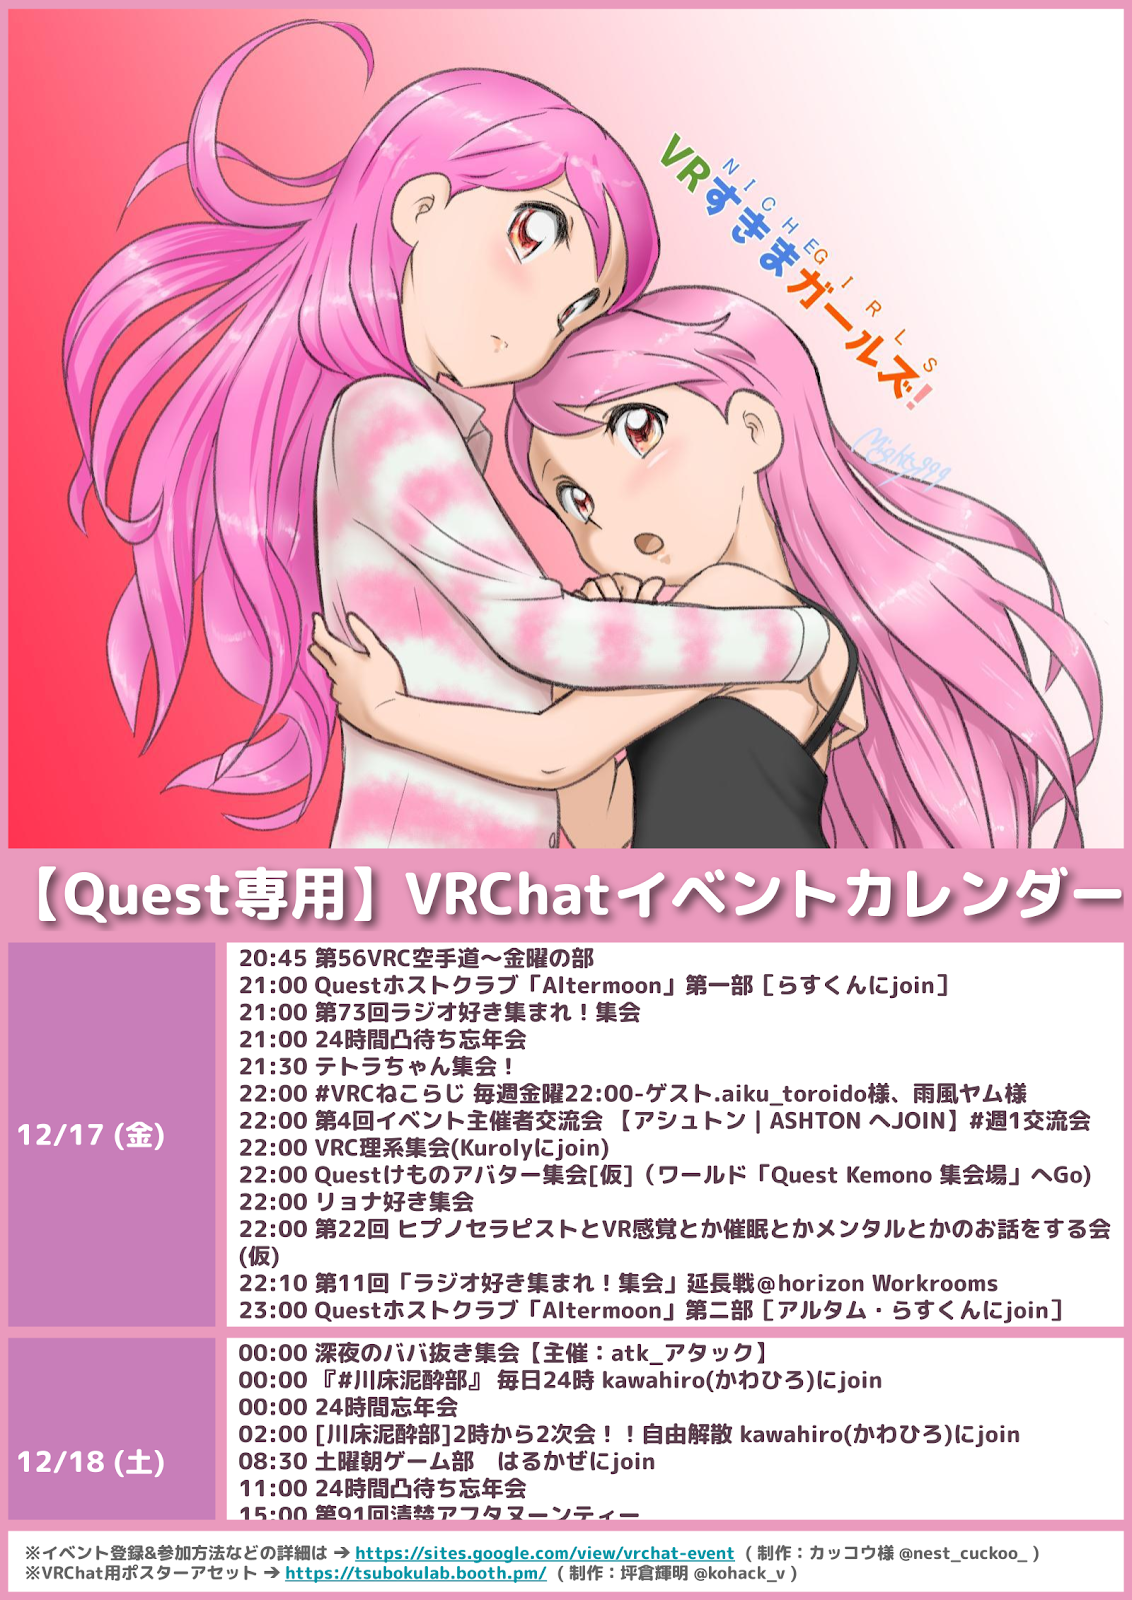 NICHE GIRLS
VRすきまガールズ!
Mighty999
【Quest専用】VRChatイベントカレンダー
12/17 (金)
20:45 第56VRC空手道～金曜の部
21:00 Questホストクラブ「Altermoon」第一部［らすくんにjoin］
21:00 第73回ラジオ好き集まれ！集会
21:00 24時間凸待ち忘年会
21:30 テトラちゃん集会！
22:00 #VRCねこらじ 毎週金曜22:00-ゲスト.aiku_toroido様、雨風ヤム様
22:00 第4回イベント主催者交流会 【アシュトン | ASHTON へJOIN】#週1交流会
22:00 VRC理系集会(Kurolyにjoin)
22:00 Questけものアバター集会[仮]（ワールド「Quest Kemono 集会場」へGo)
22:00 リョナ好き集会
22:00 第22回 ヒプノセラピストとVR感覚とか催眠とかメンタルとかのお話をする会
(仮)
22:10 第11回「ラジオ好き集まれ！集会」延長戦@horizon Workrooms
23:00 Questホストクラブ「Altermoon」第二部［アルタム・らすくんにjoin］
12/18 (土)
00:00 深夜のババ抜き集会【主催：atk_アタック】
00:00 『#川床泥酔部』 毎日24時 kawahiro(かわひろ)にjoin
00:00 24時間忘年会
02:00 [川床泥酔部]2時から2次会！！自由解散 kawahiro(かわひろ)にjoin
08:30 土曜朝ゲーム部　はるかぜにjoin
11:00 24時間凸待ち忘年会
15:00 第91回清楚アフタヌーンティー
※イベント登録&参加方法などの詳細は ➔ https://sites.google.com/view/vrchat-event （ 制作：カッコウ様 @nest_cuckoo_ ）
※VRChat用ポスターアセット ➔ https://tsubokulab.booth.pm/ （ 制作：坪倉輝明 @kohack_v ）